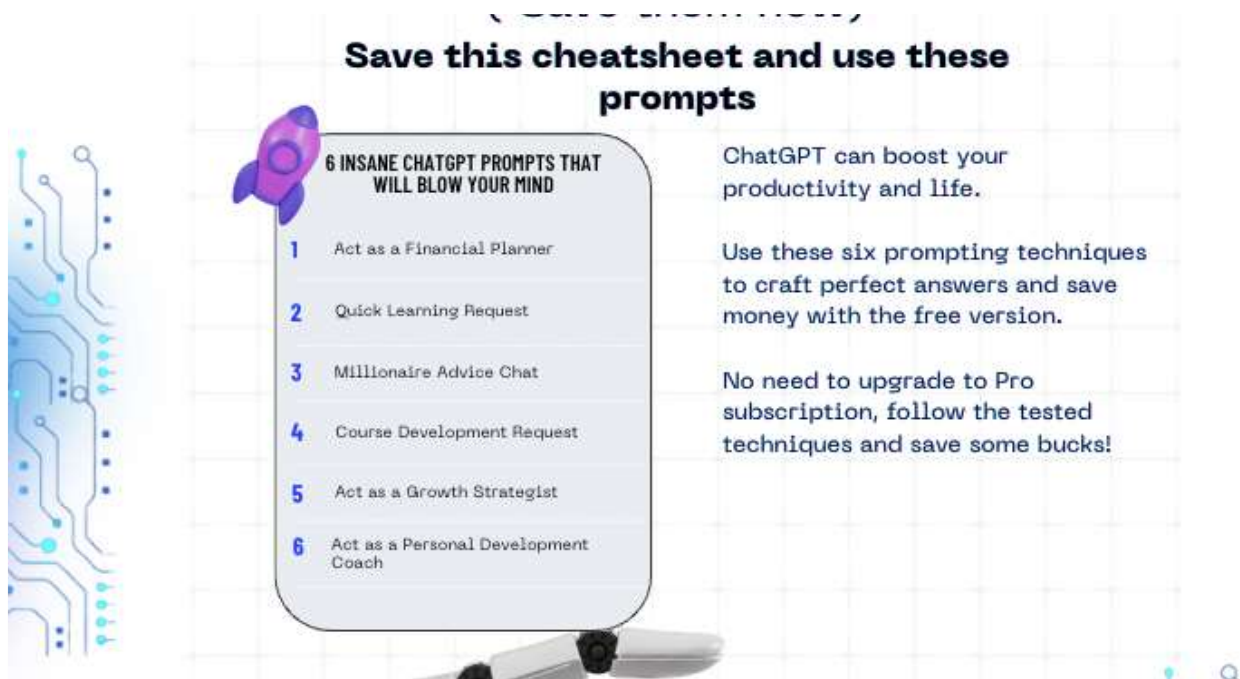 Save this cheatsheet and use these
prompts
6 INSANE CHATGPT PROMPTS THAT
WILL BLOW YOUR MIND
1 Act as a Financial Planner
2 Quick Learning Request
3 Millionaire Advice Chat
4 Course Development Request
5 Act as a Growth Strategist
6 Act as a Personal Development
Coach
ChatGPT can boost your
productivity and life.
Use these six prompting techniques
to craft perfect answers and save
money with the free version.
No need to upgrade to Pro
subscription, follow the tested
techniques and save some bucks!